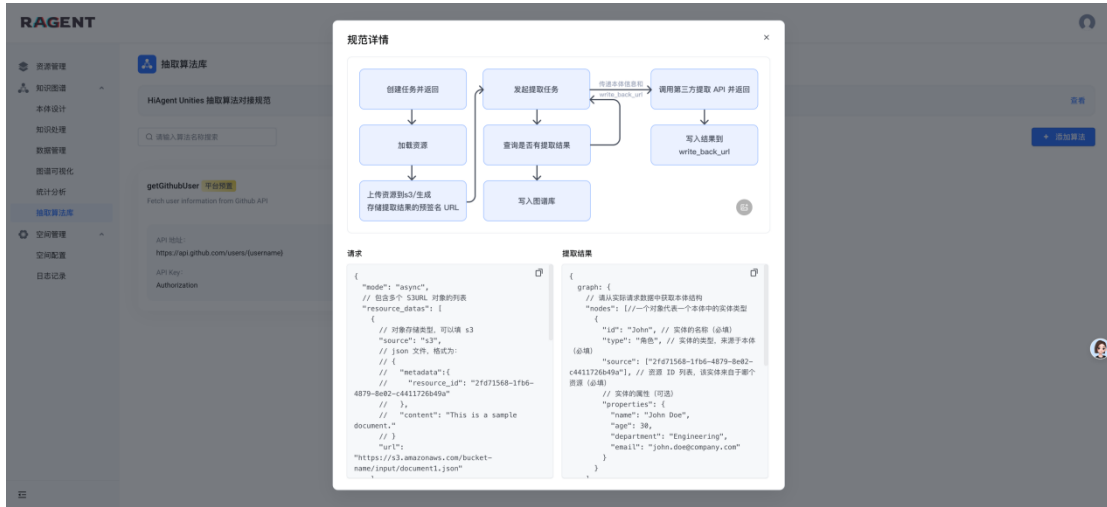 RAGENT
资源管理
知识图谱
本体设计
知识处理
数据管理
图谱可视化
统计分析
抽取算法库
空间管理
空间配置
日志记录
抽取算法库
HiAgent Unities 抽取算法对接规范
查看
请输入算法名称搜索
+ 添加算法
getGithubUser 平台预置
Fetch user information from Github API
API 地址:
https://api.github.com/users/{username}
API Key:
Authorization
规范详情
×
创建任务并返回
加载资源
上传资源到s3/生成
存储提取结果的预签名 URL
发起提取任务
查询是否有提取结果
写入图谱库
传递本体信息和
write_back_url
调用第三方提取 API 并返回
写入结果到
write_back_url
请求
{
"mode": "async",
// 包含多个 S3URL 对象的列表
"resource_datas": [
{
// 对象存储类型，可以填 s3
"source": "s3",
// json 文件，格式为:
// {
// "metadata":{
// "resource_id": "2fd71568-1fb6-
4879-8e02-c4411726b49a"
// },
// "content": "This is a sample
document."
// }
"url":
"https://s3.amazonaws.com/bucket-
name/input/document1.json"
提取结果
{
graph: {
// 请从实际请求数据中获取本体结构
"nodes": [//一个对象代表一个本体中的实体类型
{
"id": "John", // 实体的名称（必填）
"type": "角色", // 实体的类型，来源于本体
（必填）
"source": ["2fd71568-1fb6-4879-8e02-
c4411726b49a"], // 资源 ID 列表，该实体来自于哪个
资源（必填）
// 实体的属性（可选）
"properties": {
"name": "John Doe",
"age": 30,
"department": "Engineering",
"email": "john.doe@company.com"
}
}